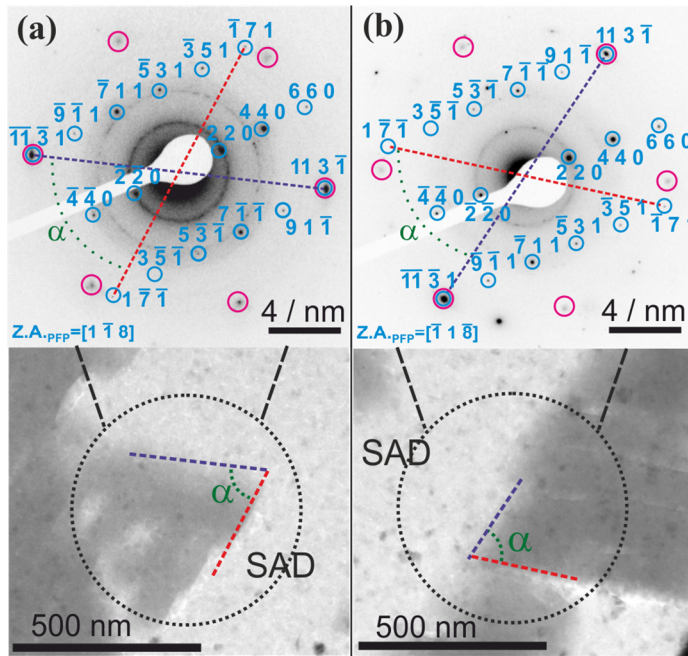 (a)
1̄ 7 1
3̄ 5 1
5̄ 3 1
7̄ 1 1
6 6 0
9̄ 1̄ 1
4 4 0
2 2 0
1̄1̄ 3̄ 1
11 3 1̄
2̄ 2̄ 0
4̄ 4̄ 0
9 1 1̄
7 1̄ 1̄
α
5 3̄ 1̄
3 5̄ 1̄
1 7̄ 1̄
4 / nm
Z.A.PFP=[1 1̄ 8]
α
SAD
500 nm
(b)
11 3 1̄
9 1 1̄
7 1̄ 1̄
5 3̄ 1̄
3 5̄ 1̄
6 6 0
1 7̄ 1̄
4 4 0
2 2 0
4̄ 4̄ 0
2̄ 2̄ 0
1̄ 7 1
3̄ 5 1
α
5̄ 3 1
7̄ 1 1
9̄ 1̄ 1
1̄1̄ 3̄ 1
4 / nm
Z.A.PFP=[1̄ 1 8̄]
SAD
α
500 nm